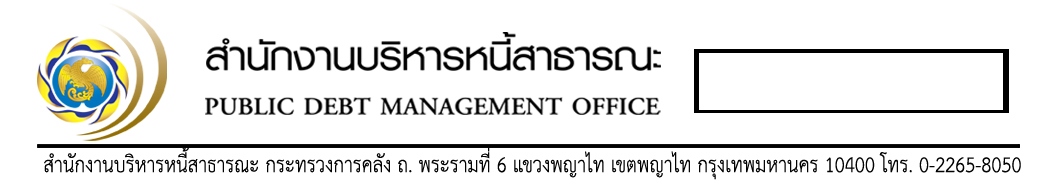 สำนักงานบริหารหนี้สาธารณะ
PUBLIC DEBT MANAGEMENT OFFICE
สำนักงานบริหารหนี้สาธารณะ กระทรวงการคลัง ถ. พระรามที่ 6 แขวงพญาไท เขตพญาไท กรุงเทพมหานคร 10400 โทร. 0-2265-8050